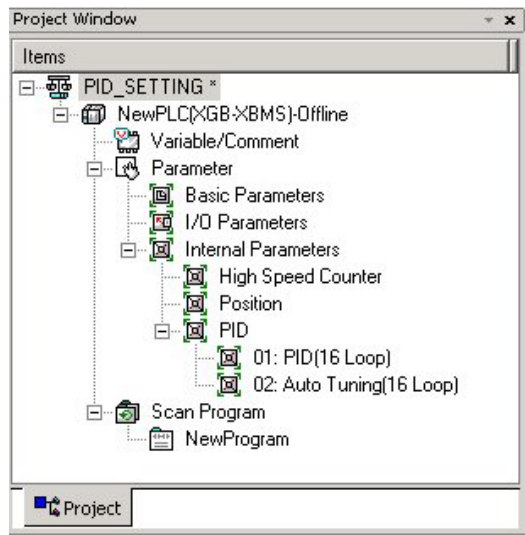 Project Window
Items
PID_SETTING *
NewPLC(XGB-XBMS)-Offline
Variable/Comment
Parameter
Basic Parameters
I/O Parameters
Internal Parameters
High Speed Counter
Position
PID
01: PID(16 Loop)
02: Auto Tuning(16 Loop)
Scan Program
NewProgram
Project